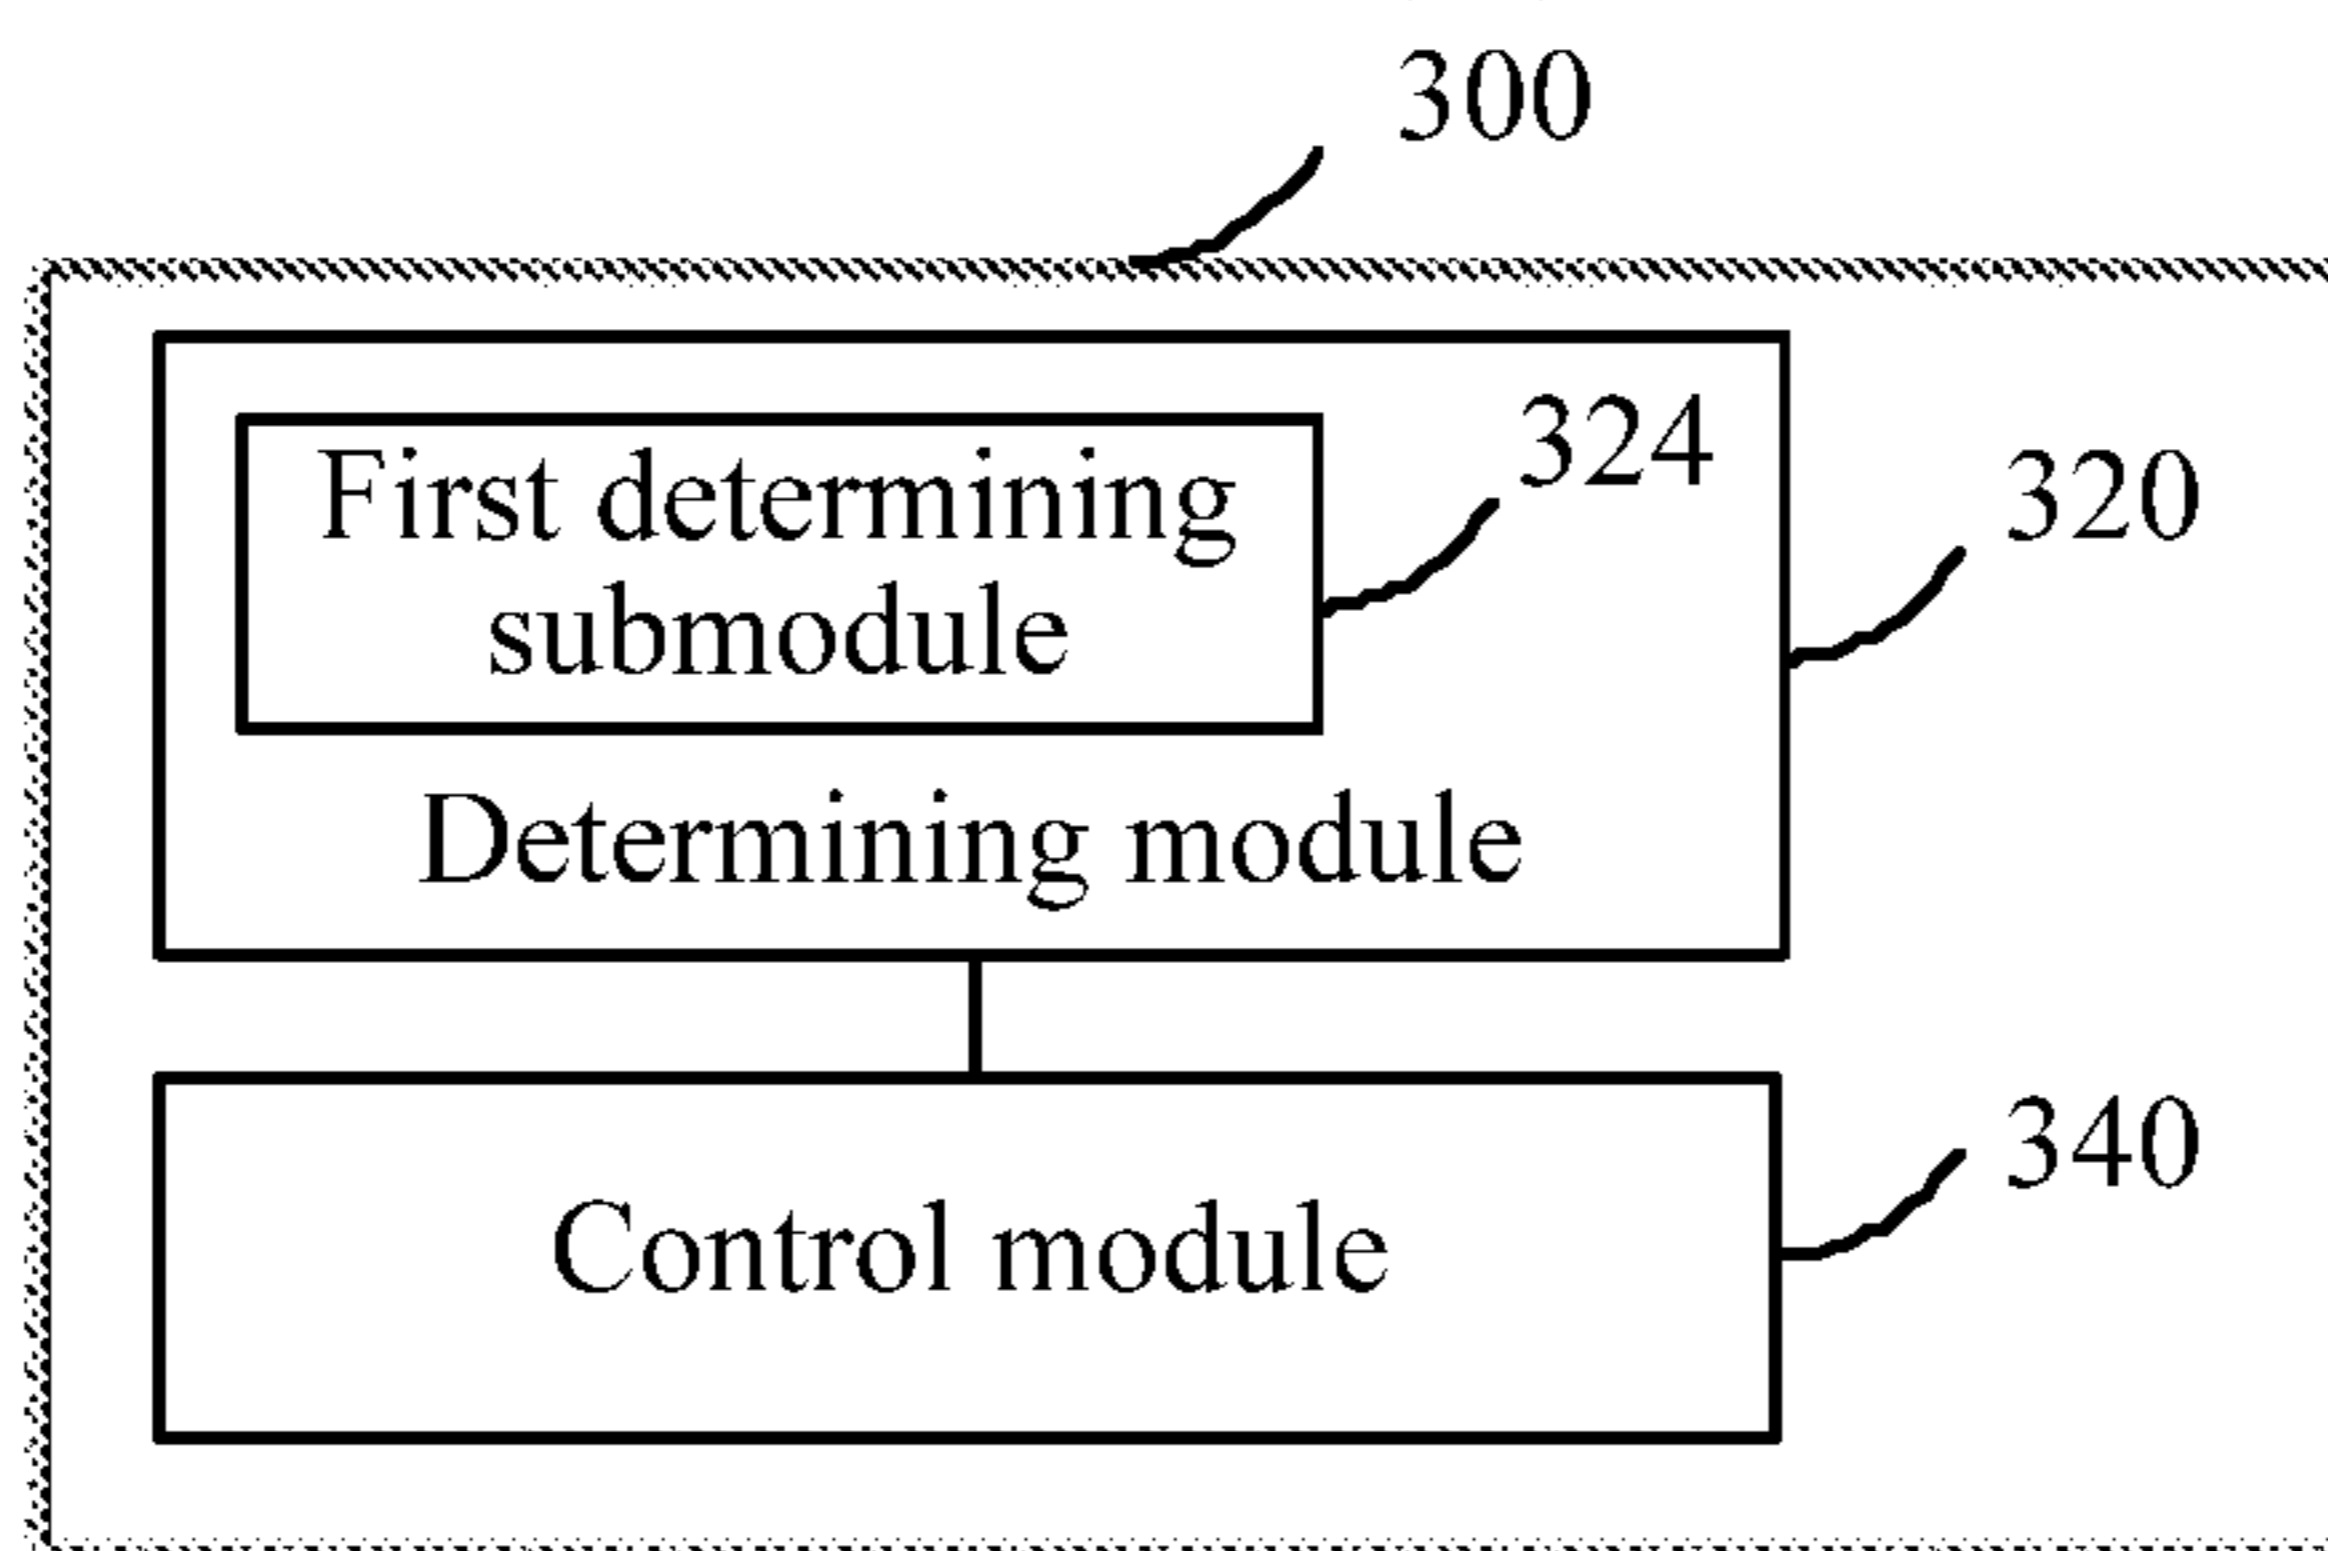 300
324
First determining
320
submodule
Determining module
340
Control module